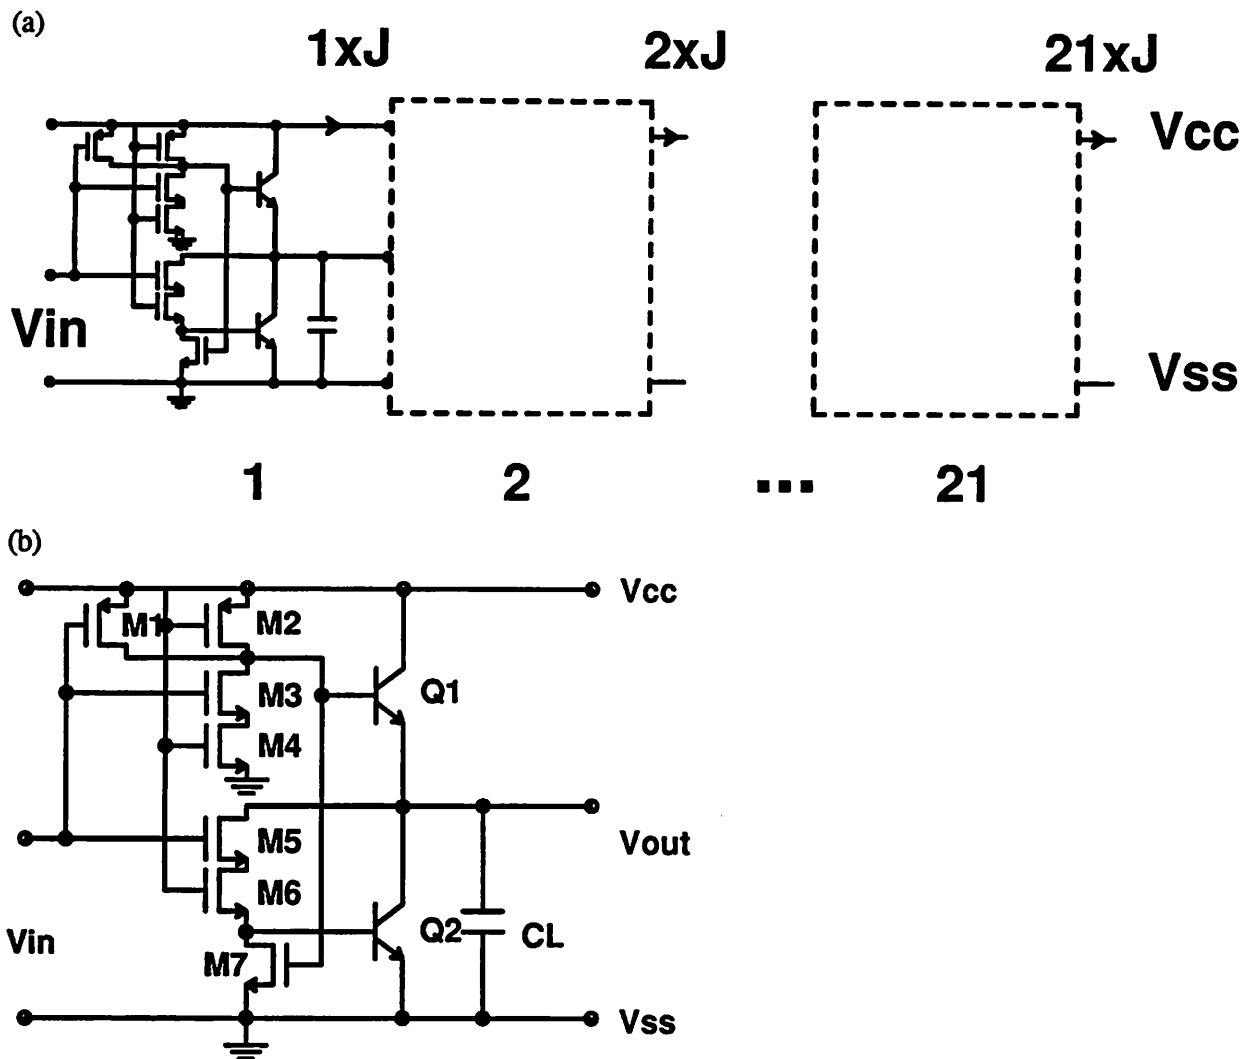 (a)
1xJ 2xJ 21xJ
Vcc
Vin
Vss
1 2 ... 21
(b)
Vcc
M1 M2
M3 Q1
M4
M5 Vout
M6
Vin Q2 CL
M7
Vss